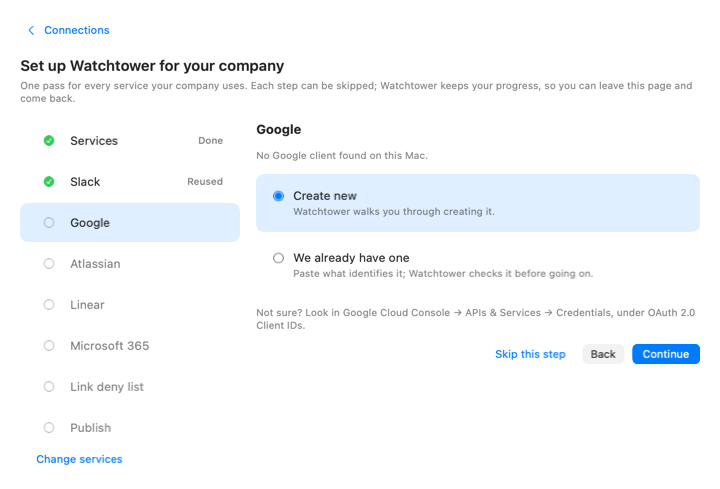 Connections
Set up Watchtower for your company
One pass for every service your company uses. Each step can be skipped; Watchtower keeps your progress, so you can leave this page and
come back.
Services Done
Slack Reused
Google
Atlassian
Linear
Microsoft 365
Link deny list
Publish
Change services
Google
No Google client found on this Mac.
Create new
Watchtower walks you through creating it.
We already have one
Paste what identifies it; Watchtower checks it before going on.
Not sure? Look in Google Cloud Console → APIs & Services → Credentials, under OAuth 2.0
Client IDs.
Skip this step Back Continue